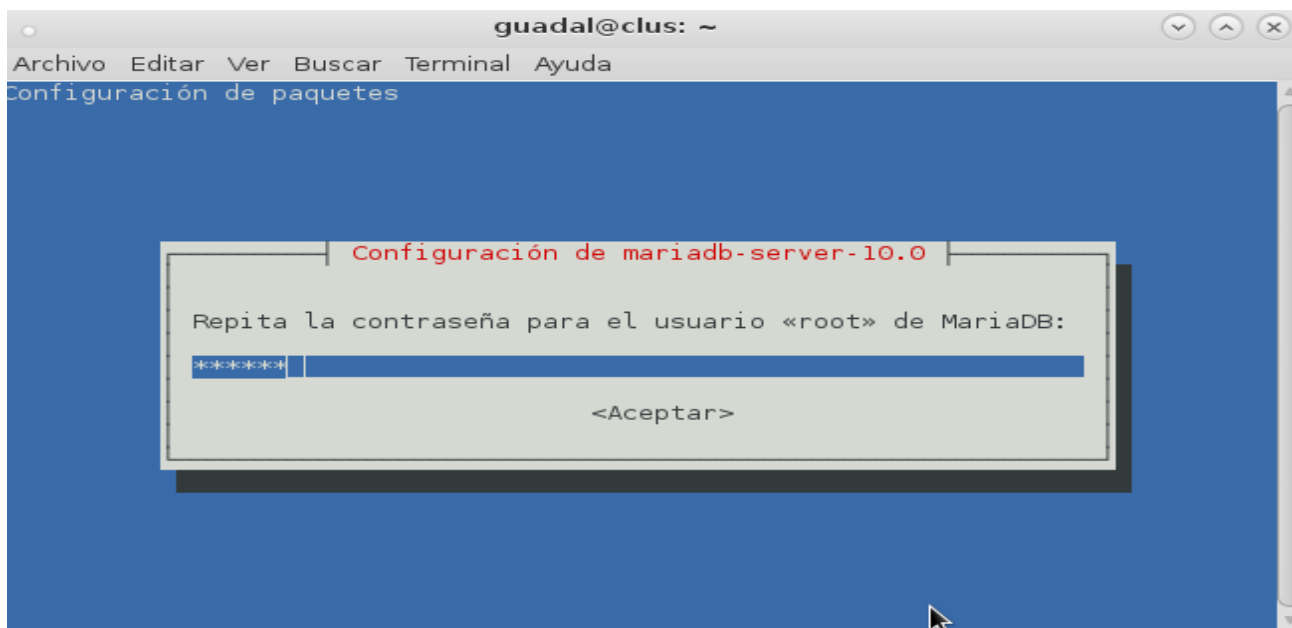 guadal@clus: ~
Archivo Editar Ver Buscar Terminal Ayuda
Configuración de paquetes
Configuración de mariadb-server-10.0
Repita la contraseña para el usuario «root» de MariaDB:
******
<Aceptar>